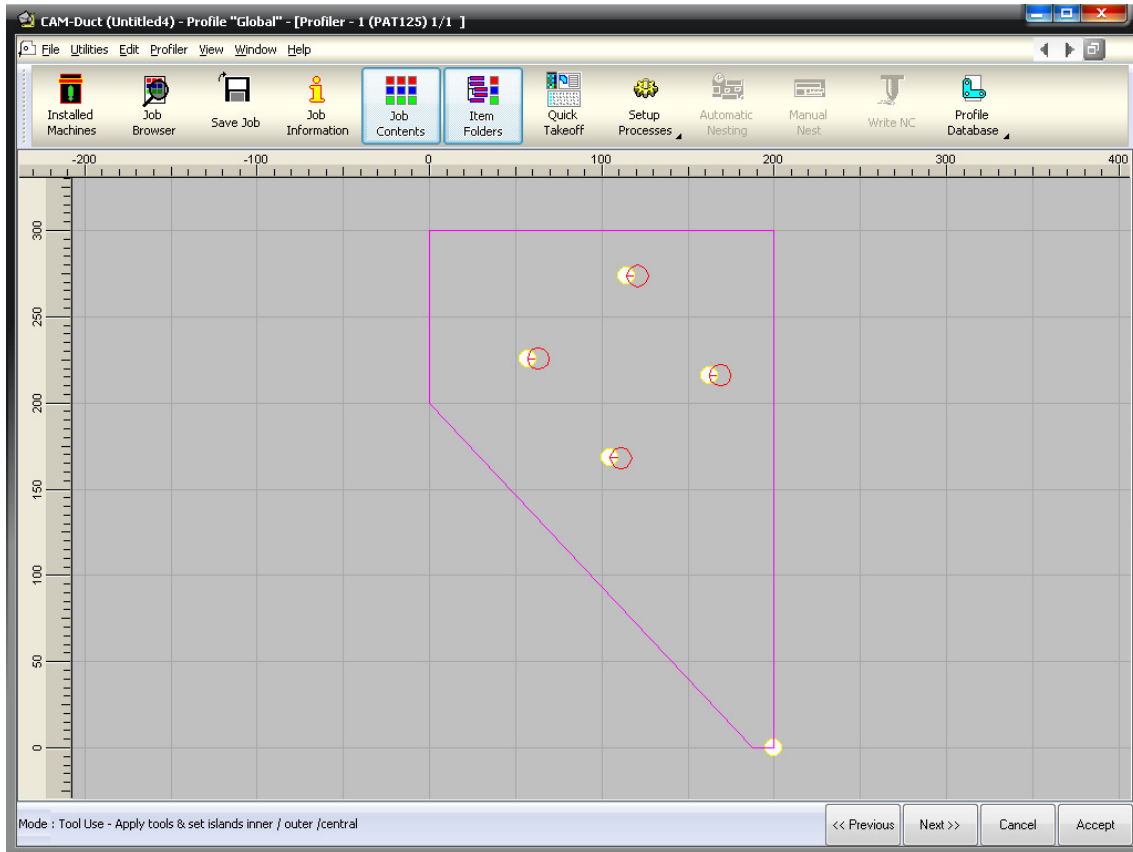 CAM-Duct (Untitled4) - Profile "Global" - [Profiler - 1 (PAT125) 1/1 ]
File Utilities Edit Profiler View Window Help
Installed Machines
Job Browser
Save Job
Job Information
Job Contents
Item Folders
Quick Takeoff
Setup Processes
Automatic Nesting
Manual Nest
Write NC
Profile Database
-200 -100 0 100 200 300 400
300
250
200
150
100
50
0
Mode : Tool Use - Apply tools & set islands inner / outer /central
<< Previous Next >> Cancel Accept